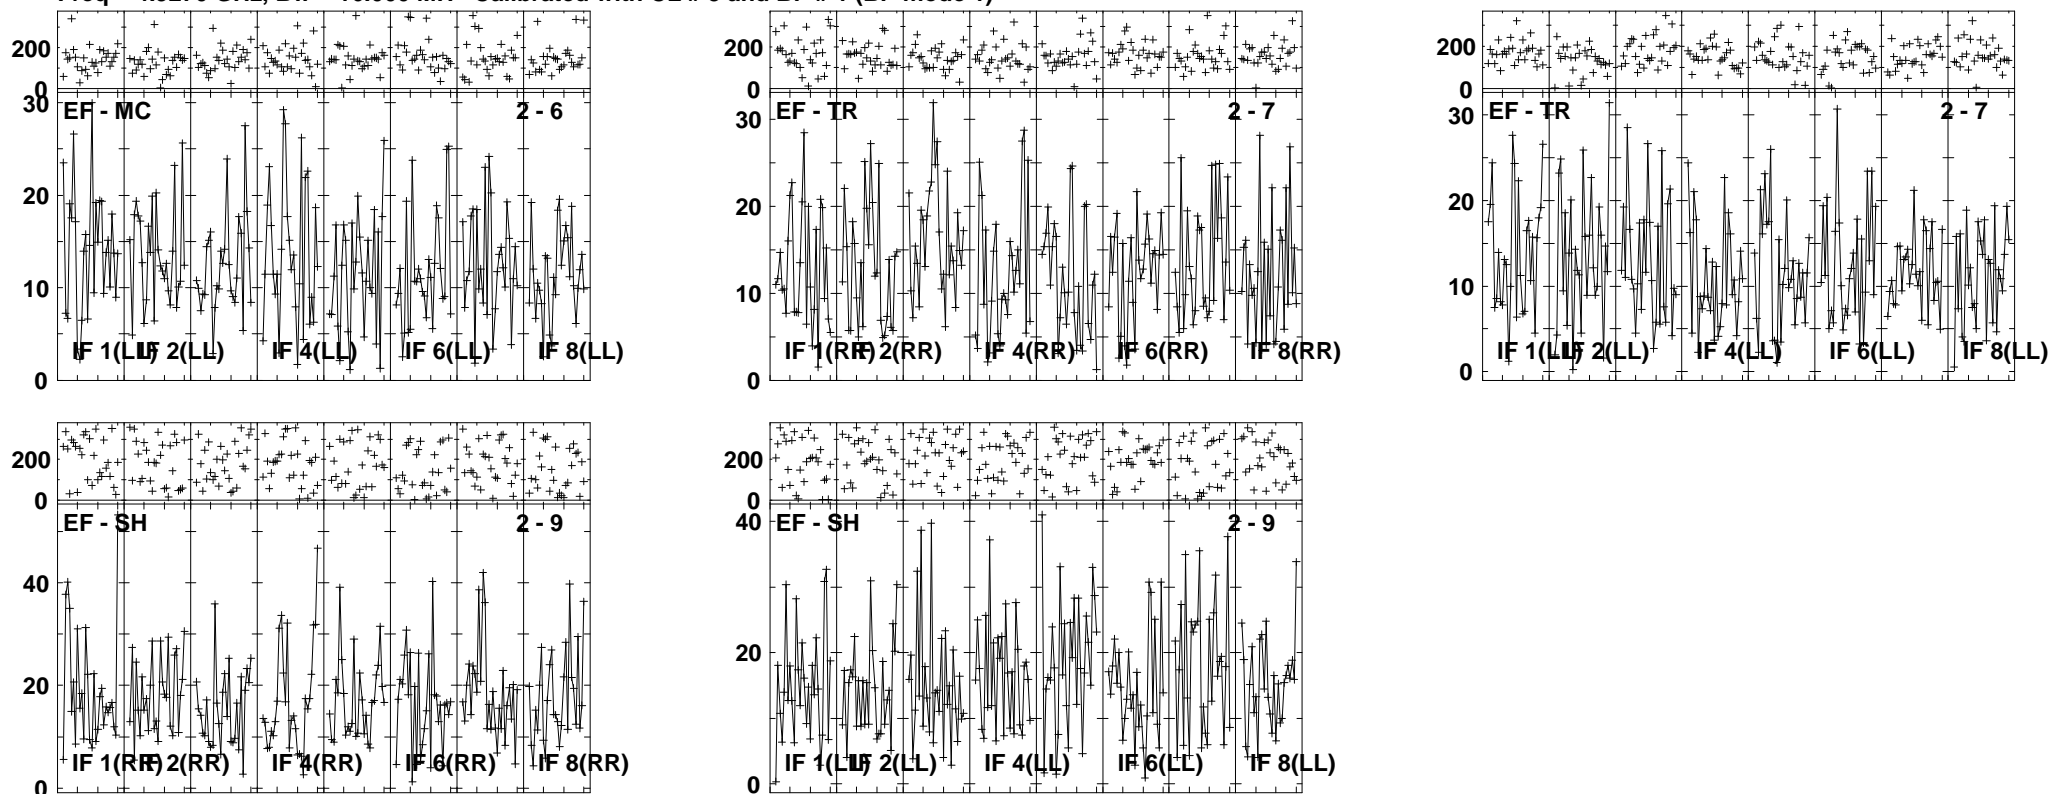 200
0
30
20
10
0
EF - MC
2 - 6
IF 1(LL)
IF 2(LL)
IF 4(LL)
IF 6(LL)
IF 8(LL)
200
0
30
20
10
0
EF - TR
2 - 7
IF 1(RR)
IF 2(RR)
IF 4(RR)
IF 6(RR)
IF 8(RR)
200
0
30
20
10
0
EF - TR
2 - 7
IF 1(LL)
IF 2(LL)
IF 4(LL)
IF 6(LL)
IF 8(LL)
200
0
40
20
0
EF - SH
2 - 9
IF 1(RR)
IF 2(RR)
IF 4(RR)
IF 6(RR)
IF 8(RR)
200
0
40
20
0
EF - SH
2 - 9
IF 1(LL)
IF 2(LL)
IF 4(LL)
IF 6(LL)
IF 8(LL)